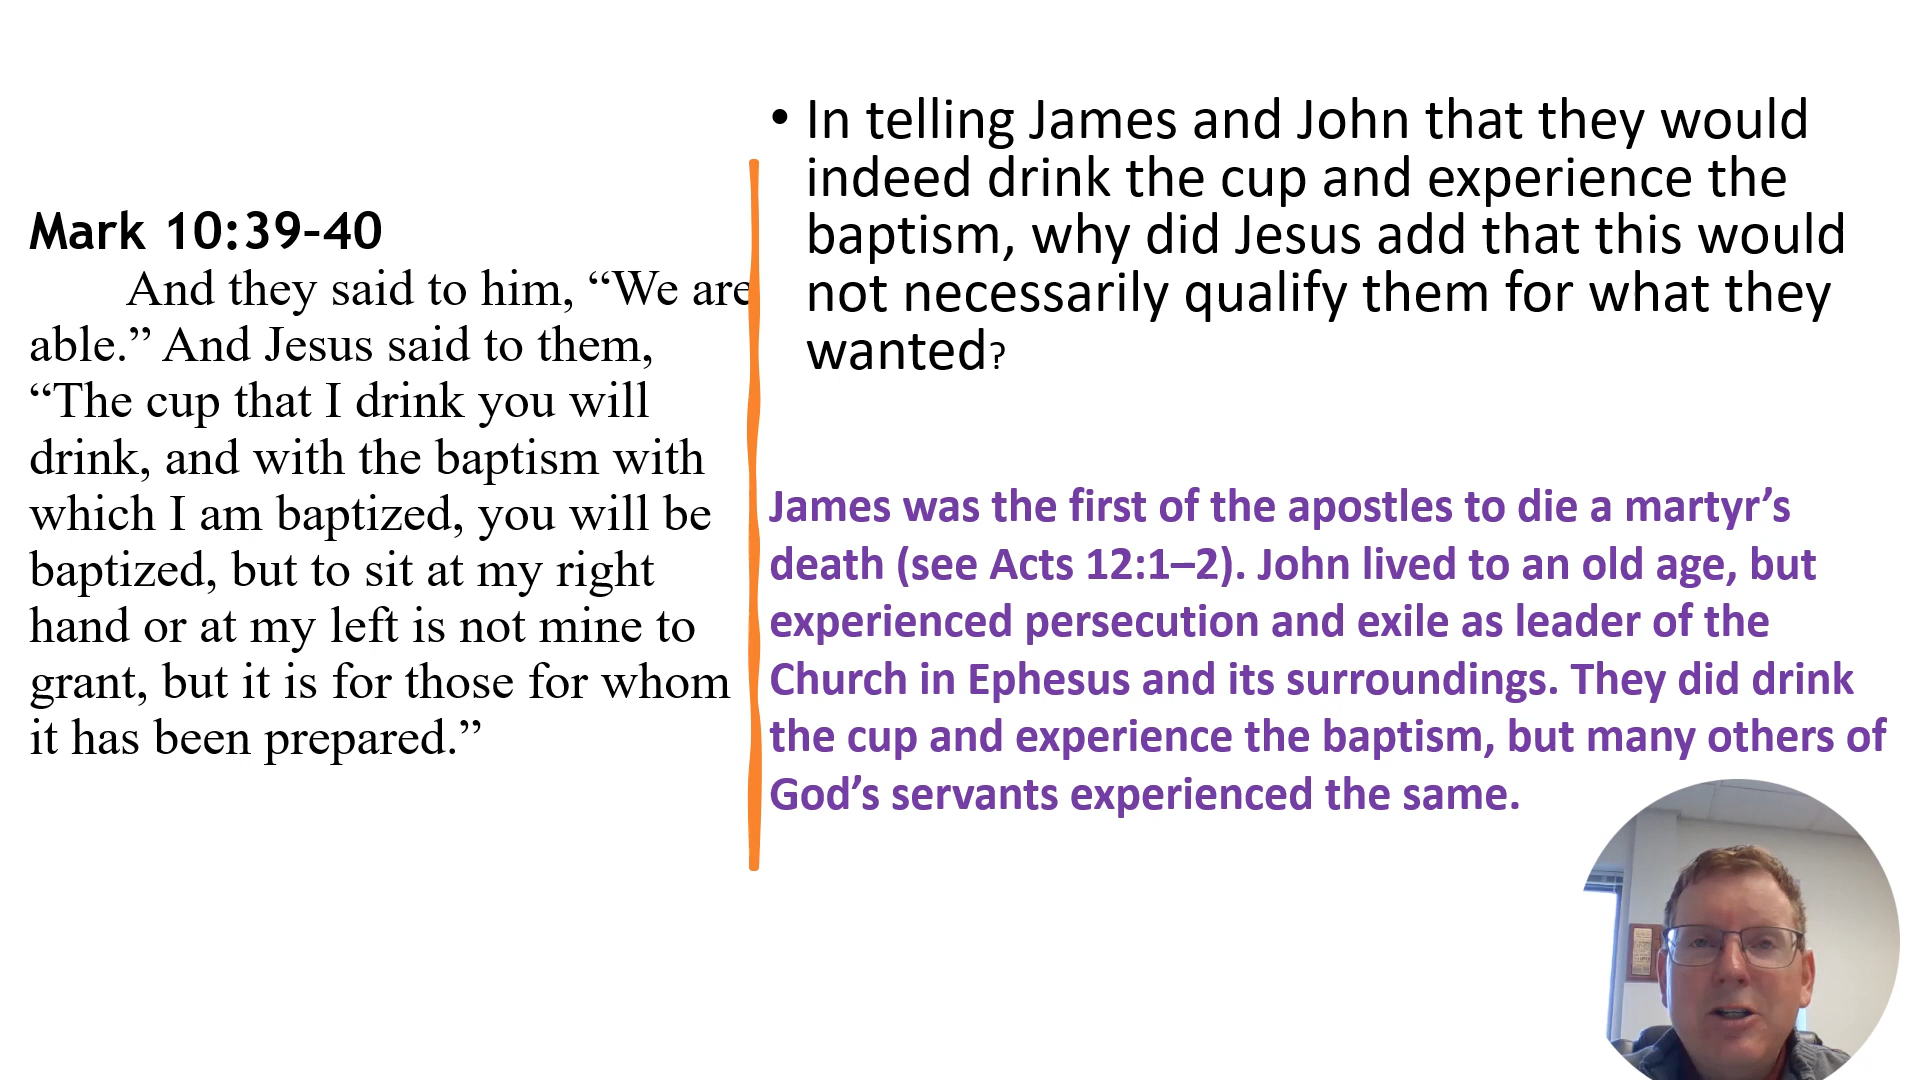 Mark 10:39–40
And they said to him, “We are
able.” And Jesus said to them,
“The cup that I drink you will
drink, and with the baptism with
which I am baptized, you will be
baptized, but to sit at my right
hand or at my left is not mine to
grant, but it is for those for whom
it has been prepared.”
• In telling James and John that they would
indeed drink the cup and experience the
baptism, why did Jesus add that this would
not necessarily qualify them for what they
wanted?
James was the first of the apostles to die a martyr’s
death (see Acts 12:1–2). John lived to an old age, but
experienced persecution and exile as leader of the
Church in Ephesus and its surroundings. They did drink
the cup and experience the baptism, but many others of
God’s servants experienced the same.